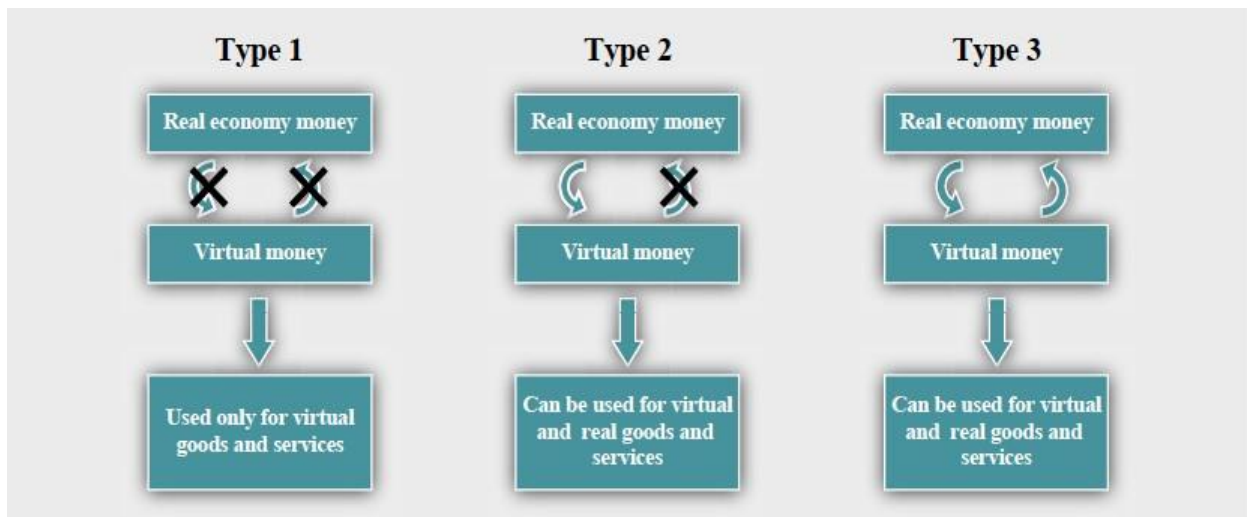 Type 1
Type 2
Type 3
Real economy money
Real economy money
Real economy money
Virtual money
Virtual money
Virtual money
Used only for virtual
goods and services
Can be used for virtual
and real goods and
services
Can be used for virtual
and real goods and
services